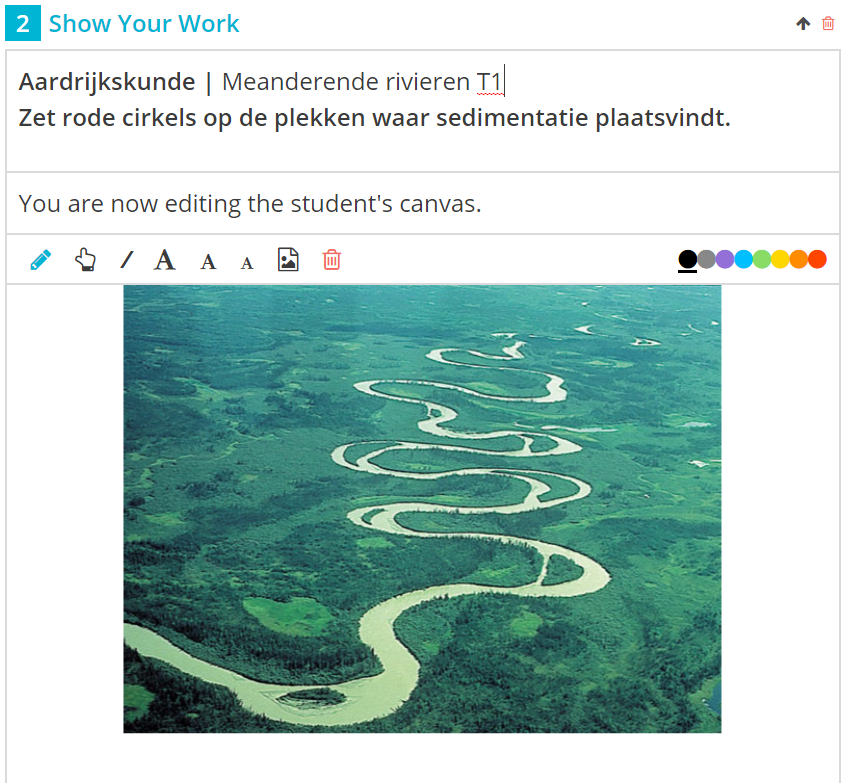 2 Show Your Work
Aardrijkskunde | Meanderende rivieren T1
Zet rode cirkels op de plekken waar sedimentatie plaatsvindt.
You are now editing the student's canvas.
A A A